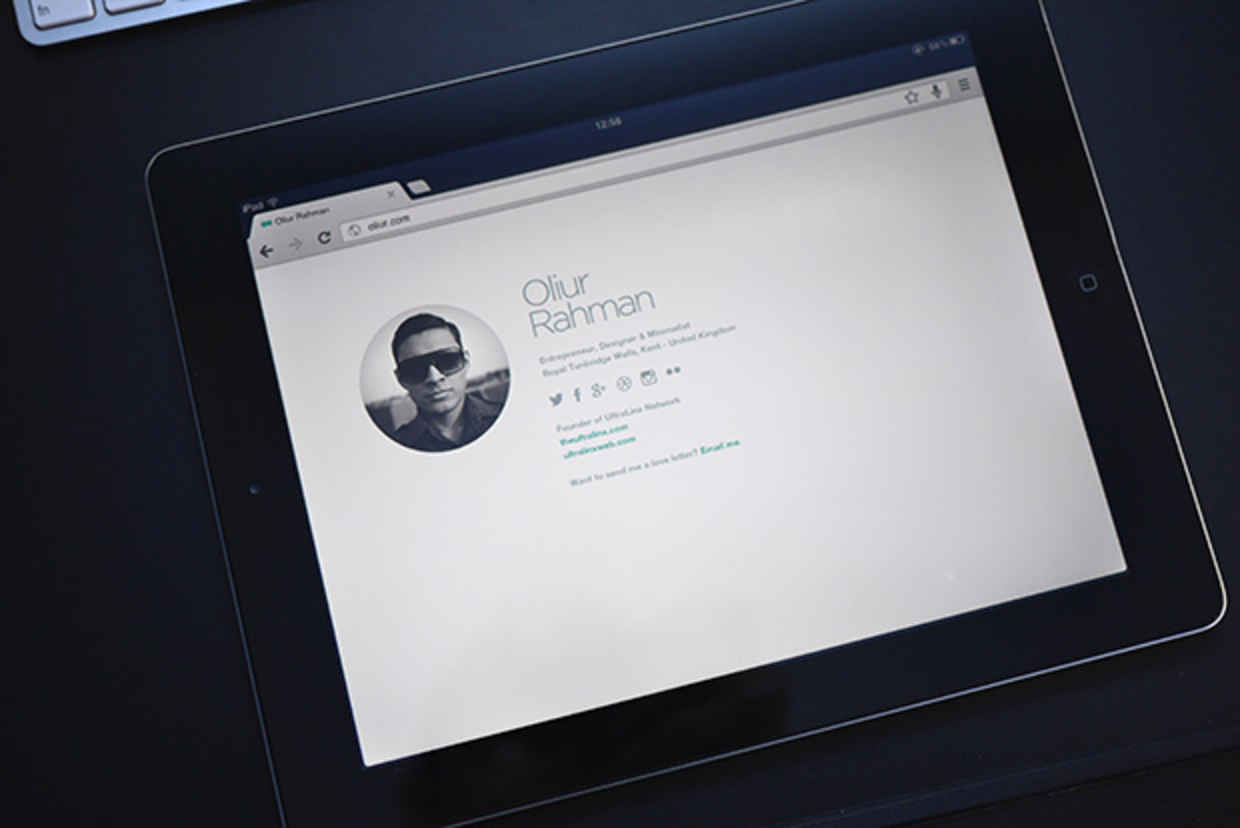 fn
iPad
12:58
Oliur Rahman
oliur.com
Oliur
Rahman
Entrepreneur, Designer & Minimalist
Royal Tunbridge Wells, Kent - United Kingdom
Founder of UltraLinx Network
theultralinx.com
ultralinxweb.com
Want to send me a love letter? Email me